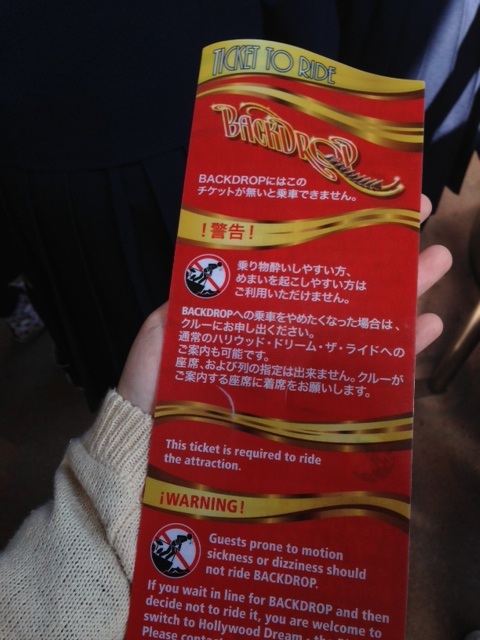 TICKET TO RIDE
BACKDROP
BACKDROPにはこの
チケットが無いと乗車できません。
！警告！
乗り物酔いしやすい方、
めまいを起こしやすい方は
ご利用いただけません。
BACKDROPへの乗車をやめたくなった場合は、
クルーにお申し出ください。
通常のハリウッド・ドリーム・ザ・ライドへの
ご案内も可能です。
座席、および列の指定は出来ません。クルーが
ご案内する座席に着席をお願いします。
This ticket is required to ride
the attraction.
¡WARNING!
Guests prone to motion
sickness or dizziness should
not ride BACKDROP.
If you wait in line for BACKDROP and then
decide not to ride it, you are welcome to
switch to Hollywood Dream - the
Please